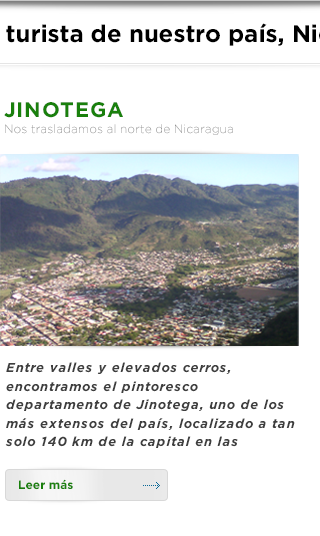 turista de nuestro país,
JINOTEGA
Nos trasladamos al norte de Nicaragua
Entre valles y elevados cerros,
encontramos el pintoresco
departamento de Jinotega, uno de los
más extensos del país, localizado a tan
solo 140 km de la capital en las
Leer más